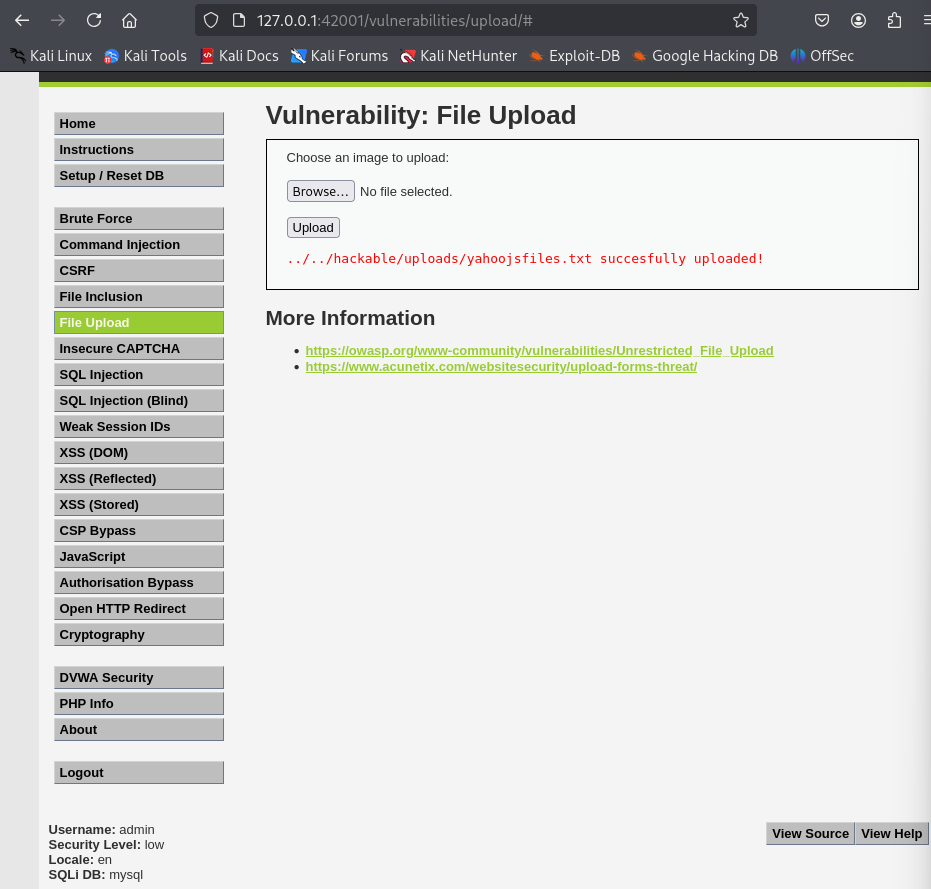 127.0.0.1:42001/vulnerabilities/upload/#
Kali Linux Kali Tools Kali Docs Kali Forums Kali NetHunter Exploit-DB Google Hacking DB OffSec
Home
Instructions
Setup / Reset DB
Brute Force
Command Injection
CSRF
File Inclusion
File Upload
Insecure CAPTCHA
SQL Injection
SQL Injection (Blind)
Weak Session IDs
XSS (DOM)
XSS (Reflected)
XSS (Stored)
CSP Bypass
JavaScript
Authorisation Bypass
Open HTTP Redirect
Cryptography
DVWA Security
PHP Info
About
Logout
Vulnerability: File Upload
Choose an image to upload:
Browse... No file selected.
Upload
../../hackable/uploads/yahoojsfiles.txt succesfully uploaded!
More Information
• https://owasp.org/www-community/vulnerabilities/Unrestricted_File_Upload
• https://www.acunetix.com/websitesecurity/upload-forms-threat/
Username: admin
Security Level: low
Locale: en
SQLi DB: mysql
View Source View Help